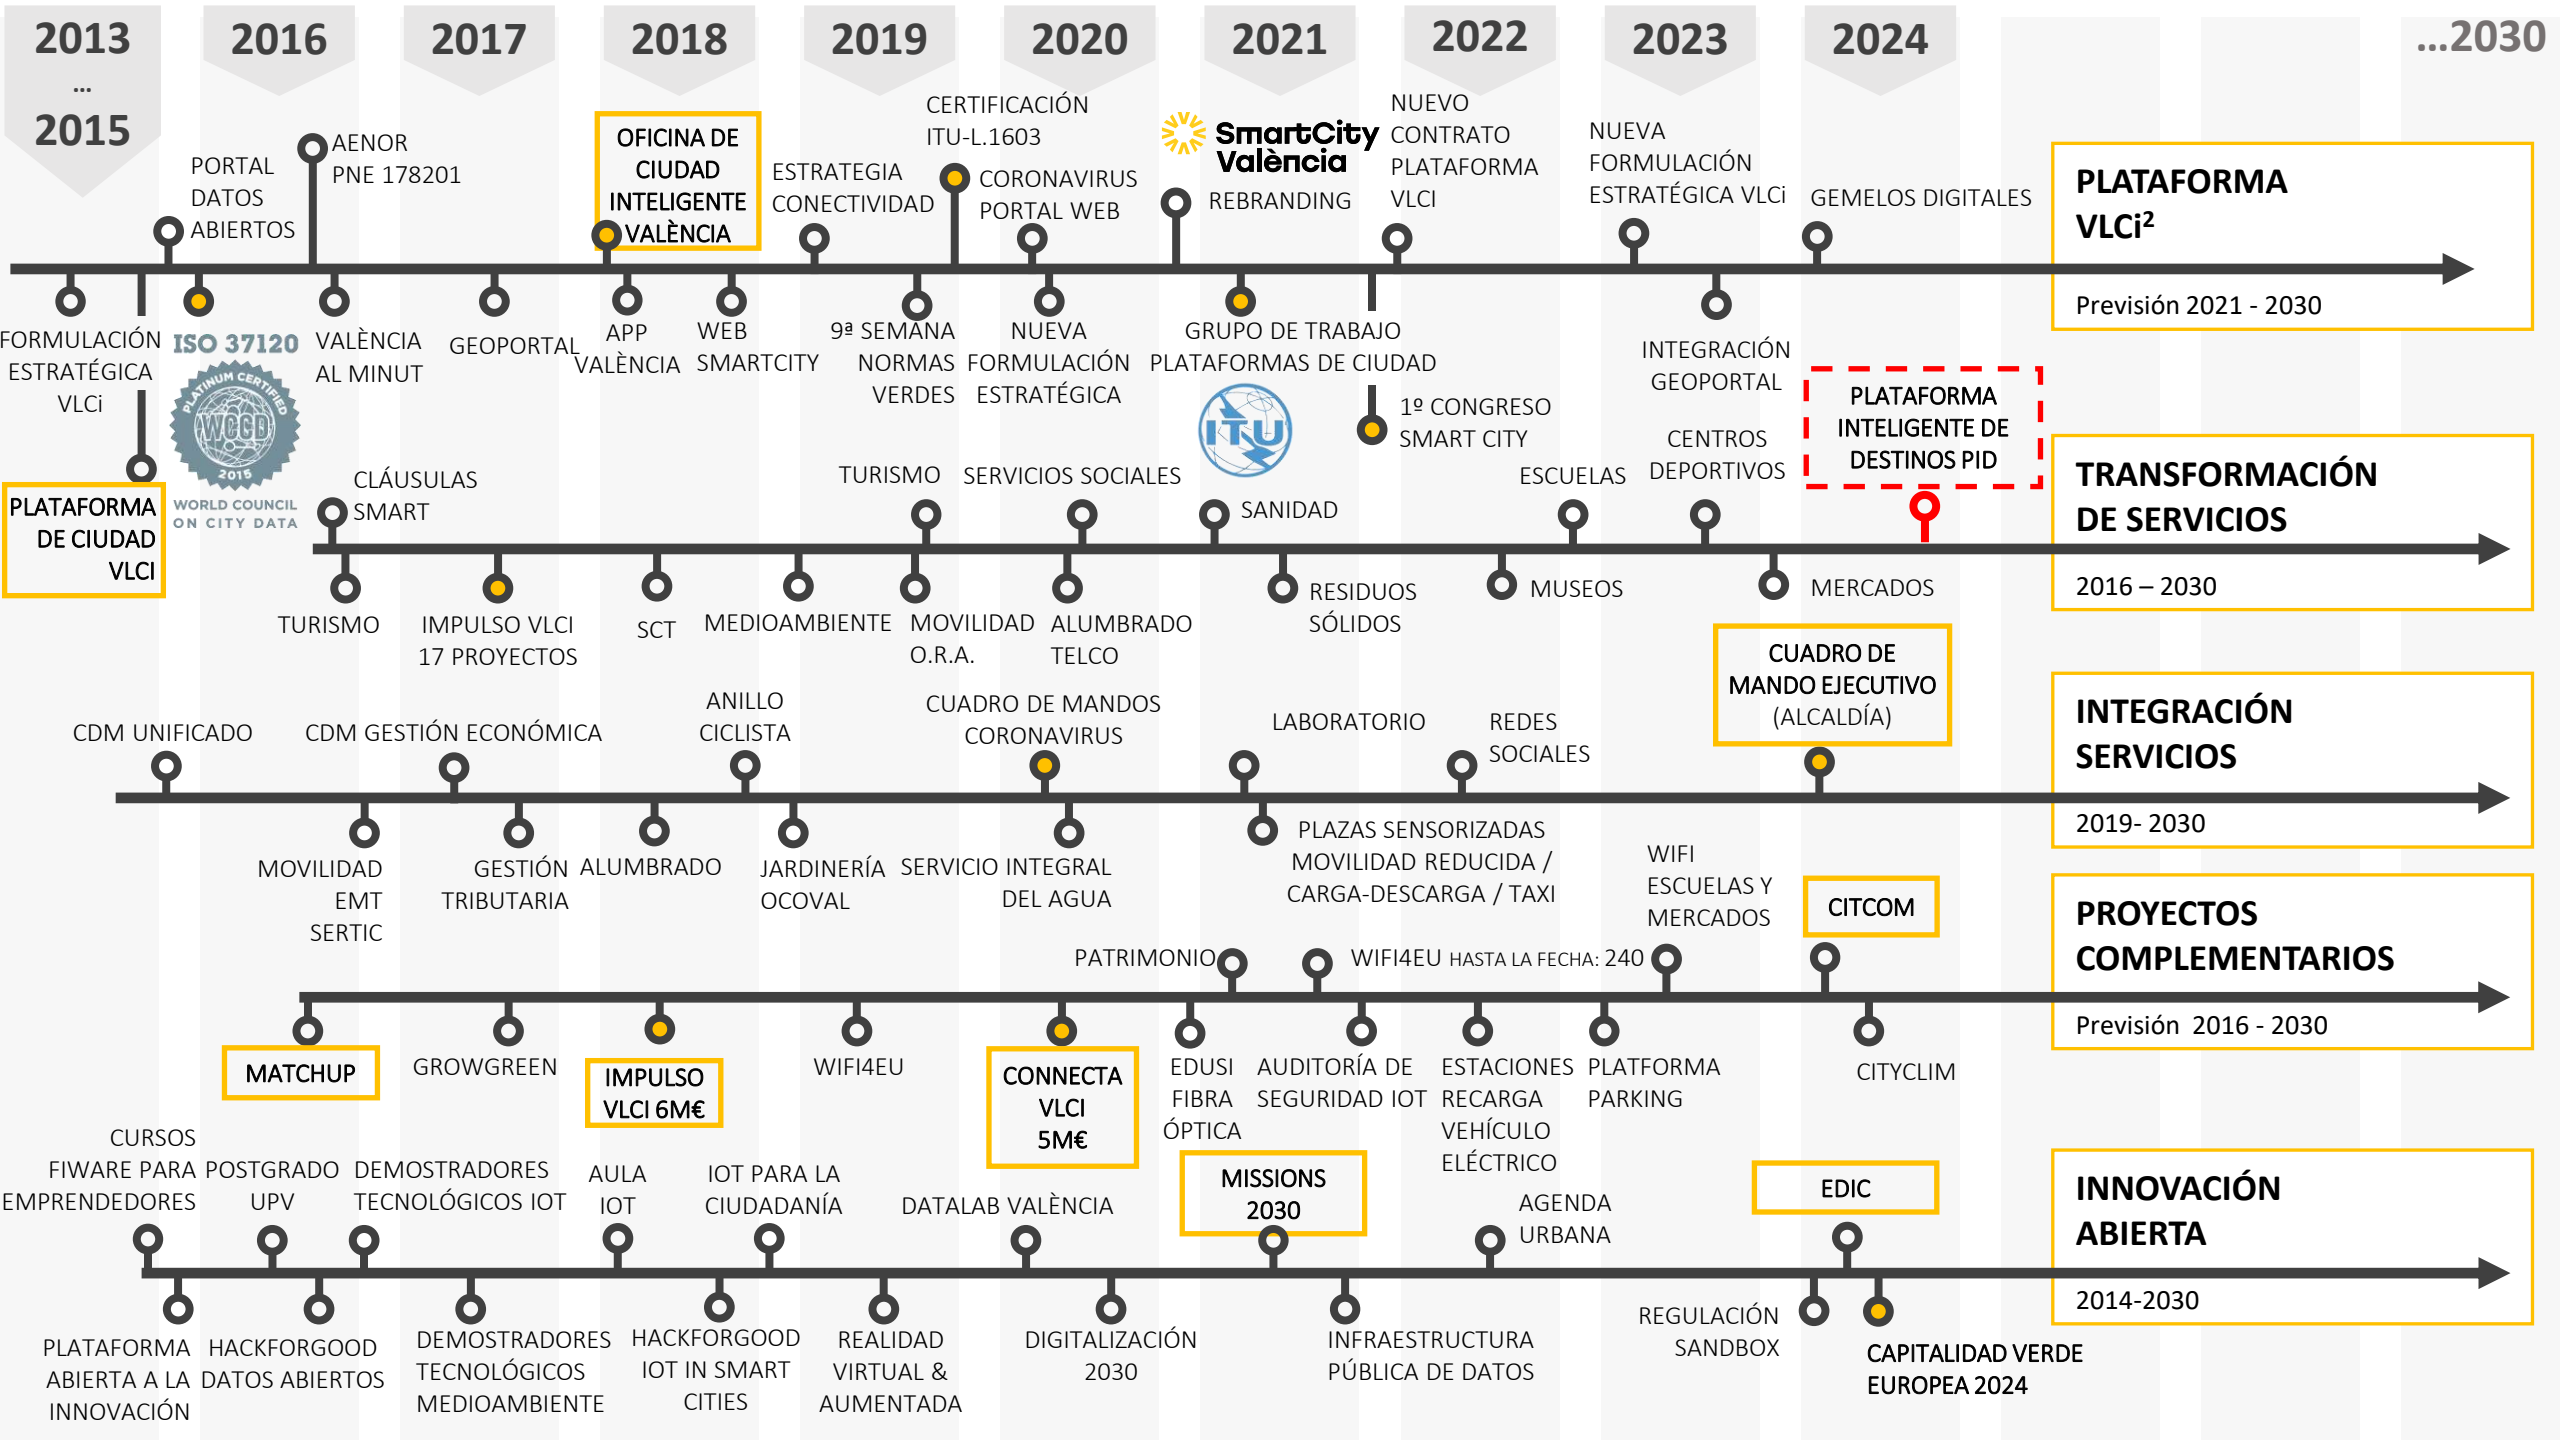 2013
...
2015
2016
2017
2018
2019
2020
2021
2022
2023
2024
...2030
PORTAL
DATOS
ABIERTOS
AENOR
PNE 178201
OFICINA DE
CIUDAD
INTELIGENTE
VALÈNCIA
ESTRATEGIA
CONECTIVIDAD
CERTIFICACIÓN
ITU-L.1603
CORONAVIRUS
PORTAL WEB
SmartCity
València
REBRANDING
NUEVO
CONTRATO
PLATAFORMA
VLCI
NUEVA
FORMULACIÓN
ESTRATÉGICA VLCi
GEMELOS DIGITALES
PLATAFORMA
VLCi²
Previsión 2021 - 2030
FORMULACIÓN
ESTRATÉGICA
VLCi
PLATAFORMA
DE CIUDAD
VLCI
ISO 37120
PLATINUM CERTIFIED
WCCD
2015
WORLD COUNCIL
ON CITY DATA
VALÈNCIA
AL MINUT
GEOPORTAL
APP
VALÈNCIA
WEB
SMARTCITY
9ª SEMANA
NORMAS
VERDES
NUEVA
FORMULACIÓN
ESTRATÉGICA
GRUPO DE TRABAJO
PLATAFORMAS DE CIUDAD
ITU
1º CONGRESO
SMART CITY
INTEGRACIÓN
GEOPORTAL
CLÁUSULAS
SMART
TURISMO
SERVICIOS SOCIALES
SANIDAD
ESCUELAS
CENTROS
DEPORTIVOS
PLATAFORMA
INTELIGENTE DE
DESTINOS PID
TRANSFORMACIÓN
DE SERVICIOS
2016 – 2030
TURISMO
IMPULSO VLCI
17 PROYECTOS
SCT
MEDIOAMBIENTE
MOVILIDAD
O.R.A.
ALUMBRADO
TELCO
RESIDUOS
SÓLIDOS
MUSEOS
MERCADOS
CDM UNIFICADO
CDM GESTIÓN ECONÓMICA
ANILLO
CICLISTA
CUADRO DE MANDOS
CORONAVIRUS
LABORATORIO
REDES
SOCIALES
CUADRO DE
MANDO EJECUTIVO
(ALCALDÍA)
INTEGRACIÓN
SERVICIOS
2019- 2030
MOVILIDAD
EMT
SERTIC
GESTIÓN
TRIBUTARIA
ALUMBRADO
JARDINERÍA
OCOVAL
SERVICIO INTEGRAL
DEL AGUA
PLAZAS SENSORIZADAS
MOVILIDAD REDUCIDA /
CARGA-DESCARGA / TAXI
PATRIMONIO
WIFI4EU HASTA LA FECHA: 240
WIFI
ESCUELAS Y
MERCADOS
CITCOM
PROYECTOS
COMPLEMENTARIOS
Previsión 2016 - 2030
MATCHUP
GROWGREEN
IMPULSO
VLCI 6M€
WIFI4EU
CONNECTA
VLCI
5M€
EDUSI
FIBRA
ÓPTICA
AUDITORÍA DE
SEGURIDAD IOT
ESTACIONES
RECARGA
VEHÍCULO
ELÉCTRICO
PLATFORMA
PARKING
CITYCLIM
CURSOS
FIWARE PARA
EMPRENDEDORES
POSTGRADO
UPV
DEMOSTRADORES
TECNOLÓGICOS IOT
AULA
IOT
IOT PARA LA
CIUDADANÍA
DATALAB VALÈNCIA
MISSIONS
2030
AGENDA
URBANA
EDIC
INNOVACIÓN
ABIERTA
2014-2030
PLATAFORMA
ABIERTA A LA
INNOVACIÓN
HACKFORGOOD
DATOS ABIERTOS
DEMOSTRADORES
TECNOLÓGICOS
MEDIOAMBIENTE
HACKFORGOOD
IOT IN SMART
CITIES
REALIDAD
VIRTUAL &
AUMENTADA
DIGITALIZACIÓN
2030
INFRAESTRUCTURA
PÚBLICA DE DATOS
REGULACIÓN
SANDBOX
CAPITALIDAD VERDE
EUROPEA 2024